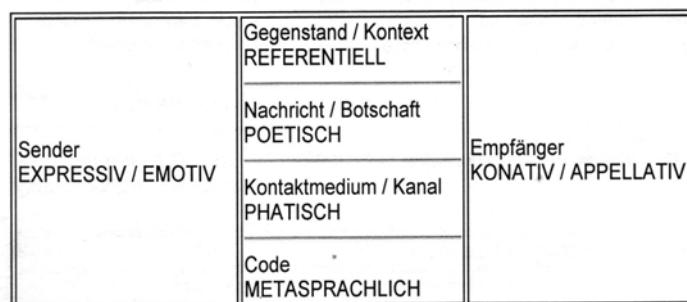 Sender
EXPRESSIV / EMOTIV
Gegenstand / Kontext
REFERENTIELL
Nachricht / Botschaft
POETISCH
Kontaktmedium / Kanal
PHATISCH
Code
METASPRACHLICH
Empfänger
KONATIV / APPELLATIV